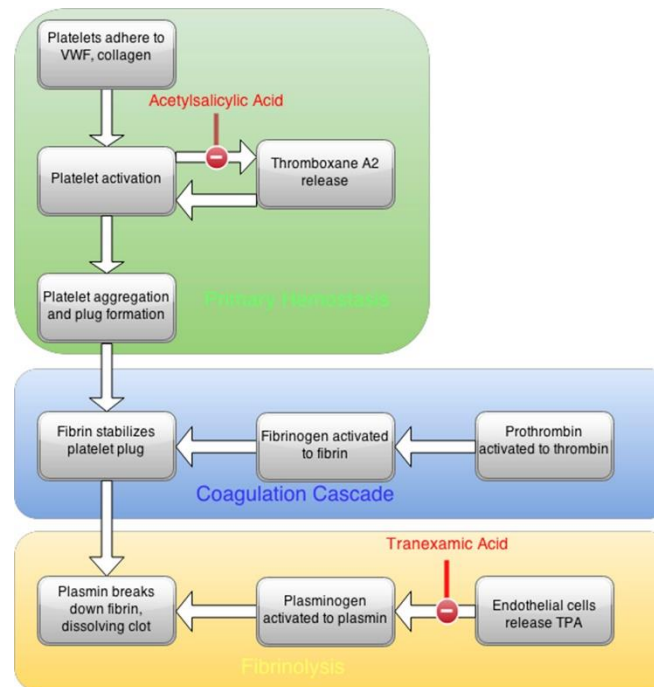 Platelets adhere to
VWF, collagen
Acetylsalicylic Acid
Platelet activation
Thromboxane A2
release
Platelet aggregation
and plug formation
Primary Hemostasis
Fibrin stabilizes
platelet plug
Fibrinogen activated
to fibrin
Prothrombin
activated to thrombin
Coagulation Cascade
Tranexamic Acid
Plasmin breaks
down fibrin,
dissolving clot
Plasminogen
activated to plasmin
Endothelial cells
release TPA
Fibrinolysis